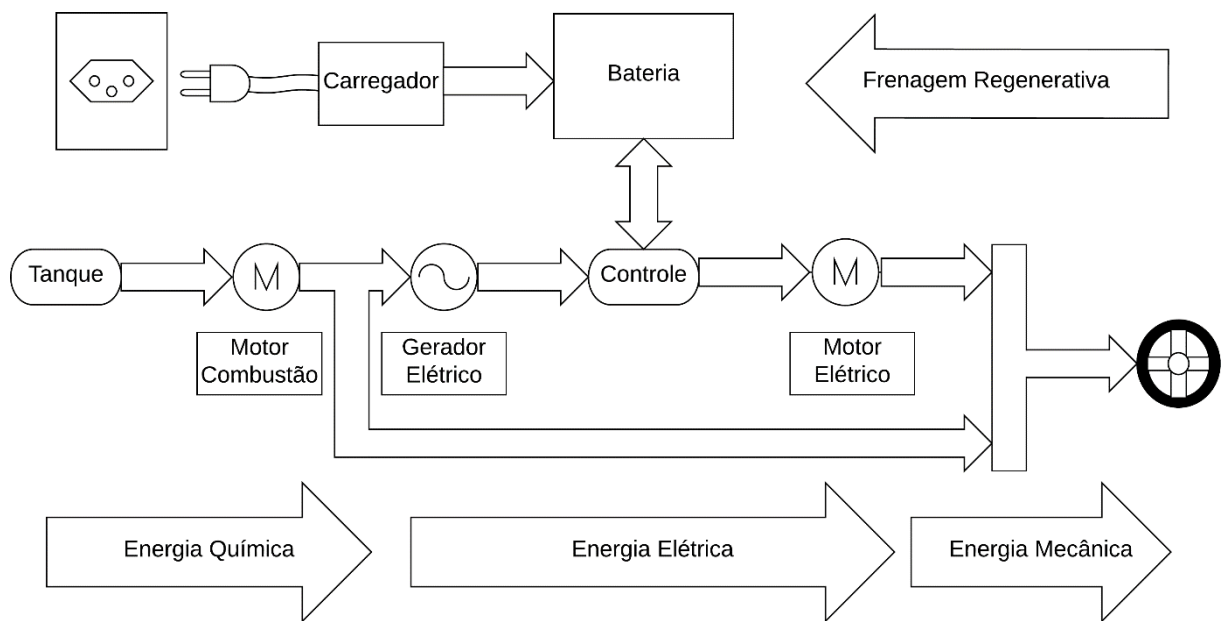 Carregador
Bateria
Frenagem Regenerativa
Tanque
M
Controle
M
Motor
Combustão
Gerador
Elétrico
Motor
Elétrico
Energia Química
Energia Elétrica
Energia Mecânica